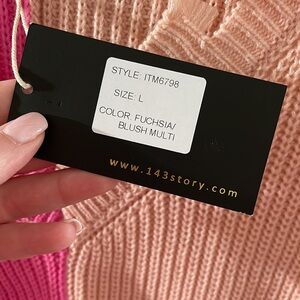 STYLE: ITM6798
SIZE: L
COLOR: FUCHSIA/
BLUSH MULTI
www.143story.com